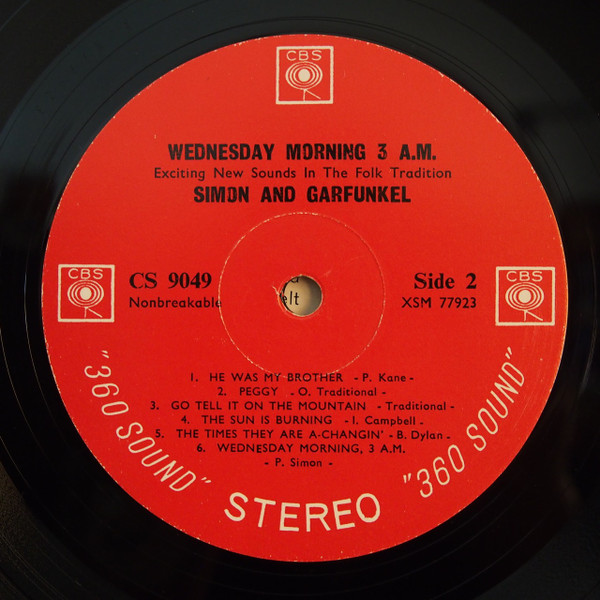 CBS
WEDNESDAY MORNING 3 A.M.
Exciting New Sounds In The Folk Tradition
SIMON AND GARFUNKEL
CBS
CS 9049
Nonbreakable
elt
Side 2
XSM 77923
CBS
1. HE WAS MY BROTHER - P. Kane -
2. PEGGY - O. Traditional -
3. GO TELL IT ON THE MOUNTAIN - Traditional -
4. THE SUN IS BURNING - I. Campbell -
5. THE TIMES THEY ARE A-CHANGIN' - B. Dylan -
6. WEDNESDAY MORNING, 3 A.M.
- P. Simon -
"360 SOUND" STEREO "360 SOUND"